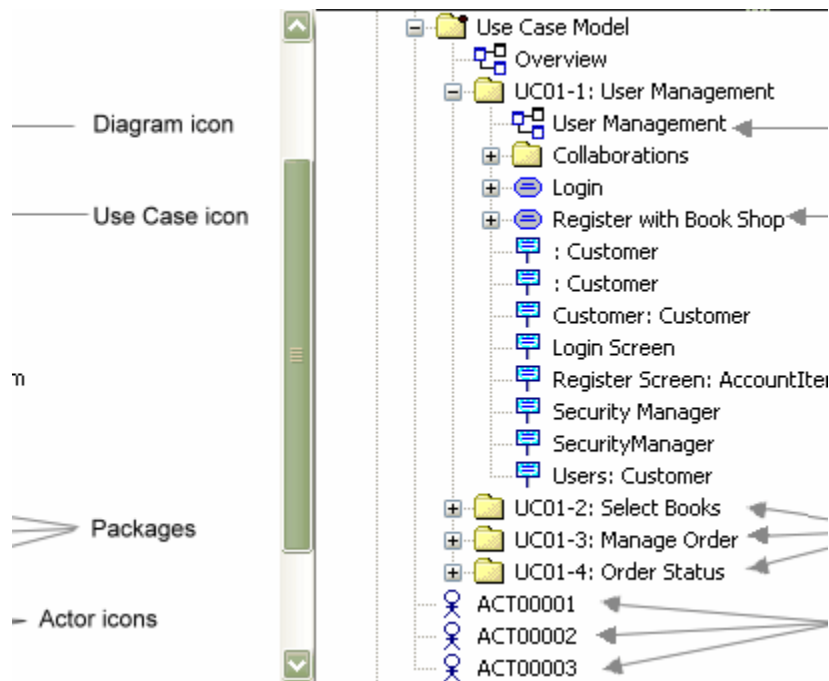 Diagram icon
Use Case icon
m
Packages
Actor icons
Use Case Model
Overview
UC01-1: User Management
User Management
Collaborations
Login
Register with Book Shop
: Customer
: Customer
Customer: Customer
Login Screen
Register Screen: AccountIte
Security Manager
SecurityManager
Users: Customer
UC01-2: Select Books
UC01-3: Manage Order
UC01-4: Order Status
ACT00001
ACT00002
ACT00003